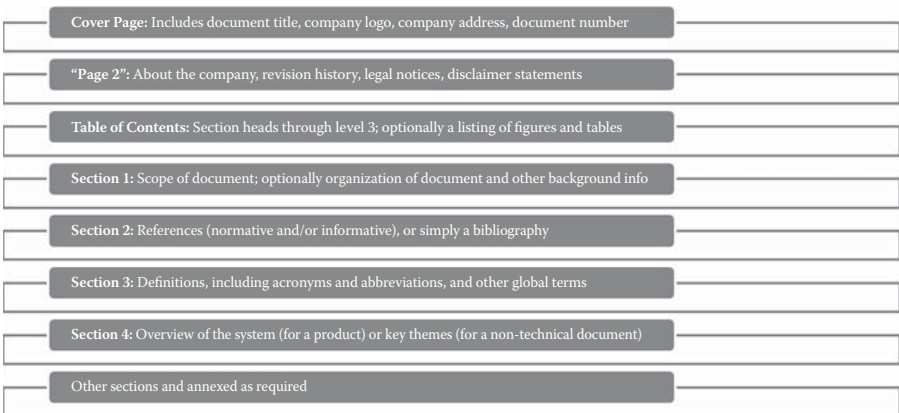 Cover Page: Includes document title, company logo, company address, document number
“Page 2”: About the company, revision history, legal notices, disclaimer statements
Table of Contents: Section heads through level 3; optionally a listing of figures and tables
Section 1: Scope of document; optionally organization of document and other background info
Section 2: References (normative and/or informative), or simply a bibliography
Section 3: Definitions, including acronyms and abbreviations, and other global terms
Section 4: Overview of the system (for a product) or key themes (for a non-technical document)
Other sections and annexed as required